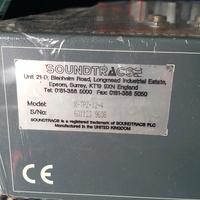 SOUNDTRACS
Unit 21-D, Blenheim Road, Longmead Industrial Estate,
Epsom, Surrey, KT19 9XN England
Tel: 0181-388 5000 Fax: 0181-388 5050
Model:
S/No: 9606
SOUNDTRACS is a registered trademark of SOUNDTRACS PLC
Manufactured in the UNITED KINGDOM